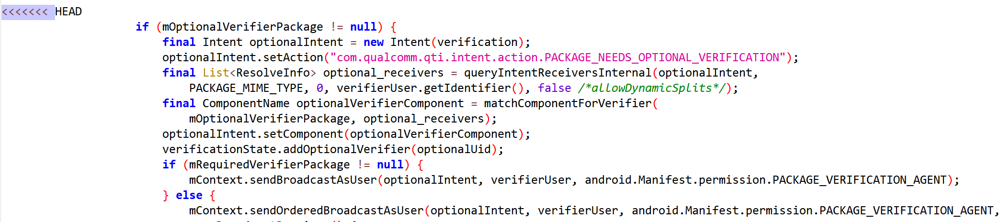 <<<<<<< HEAD
if (mOptionalVerifierPackage != null) {
final Intent optionalIntent = new Intent(verification);
optionalIntent.setAction("com.qualcomm.qti.intent.action.PACKAGE_NEEDS_OPTIONAL_VERIFICATION");
final List<ResolveInfo> optional_receivers = queryIntentReceiversInternal(optionalIntent,
PACKAGE_MIME_TYPE, 0, verifierUser.getIdentifier(), false /*allowDynamicSplits*/);
final ComponentName optionalVerifierComponent = matchComponentForVerifier(
mOptionalVerifierPackage, optional_receivers);
optionalIntent.setComponent(optionalVerifierComponent);
verificationState.addOptionalVerifier(optionalUid);
if (mRequiredVerifierPackage != null) {
mContext.sendBroadcastAsUser(optionalIntent, verifierUser, android.Manifest.permission.PACKAGE_VERIFICATION_AGENT);
} else {
mContext.sendOrderedBroadcastAsUser(optionalIntent, verifierUser, android.Manifest.permission.PACKAGE_VERIFICATION_AGENT,